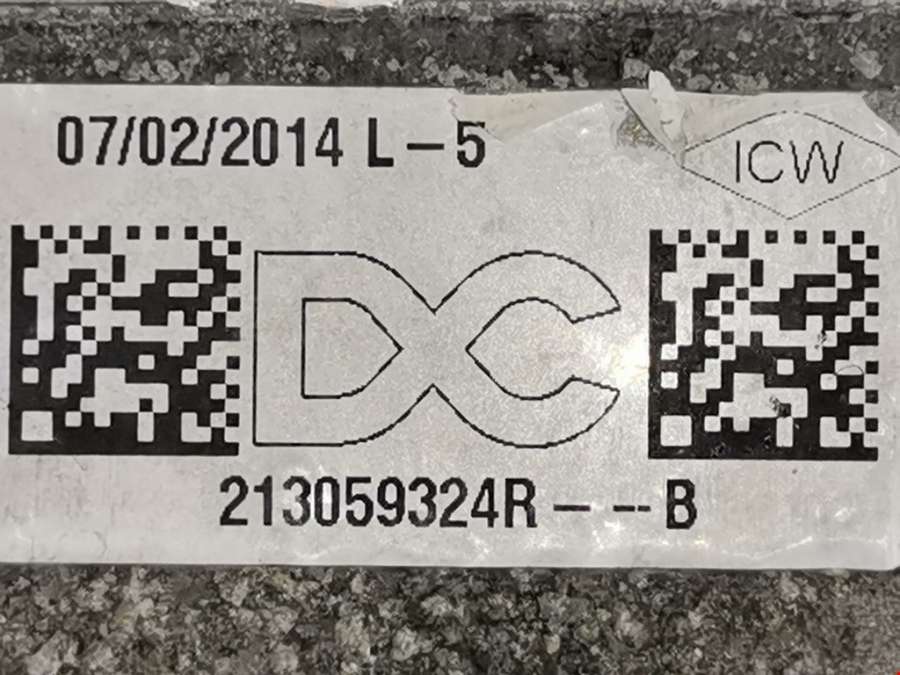 07/02/2014 L-5
ICW
DC
213059324R- --B